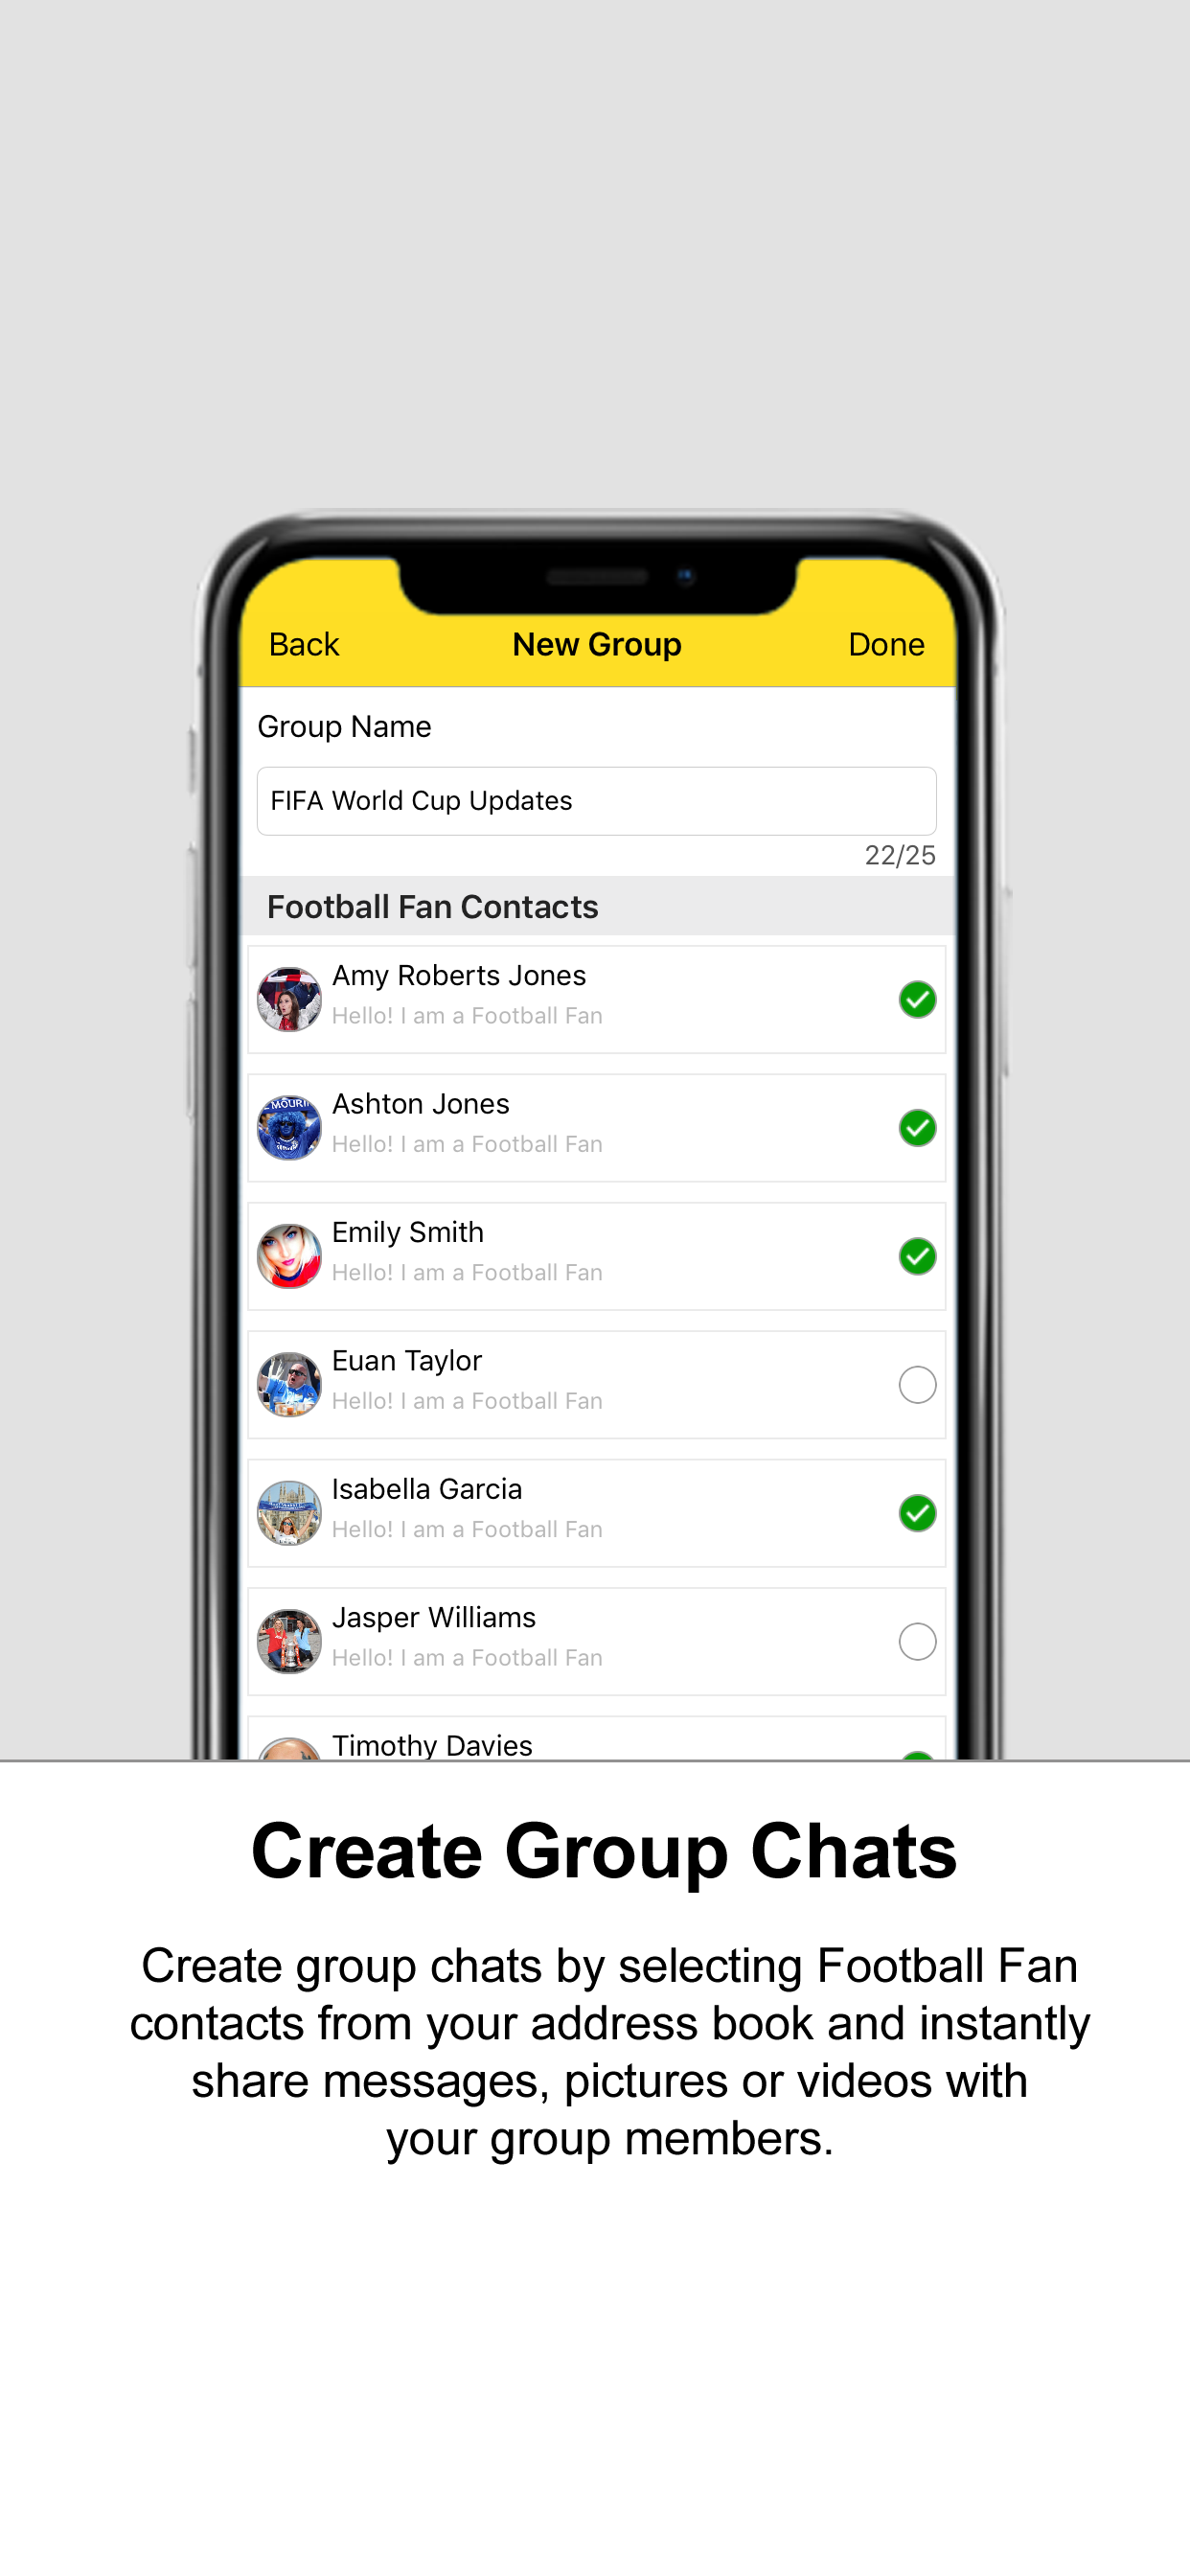 Back New Group Done
Group Name
FIFA World Cup Updates
22/25
Football Fan Contacts
Amy Roberts Jones
Hello! I am a Football Fan
MOURI
Ashton Jones
Hello! I am a Football Fan
Emily Smith
Hello! I am a Football Fan
Euan Taylor
Hello! I am a Football Fan
Isabella Garcia
Hello! I am a Football Fan
Jasper Williams
Hello! I am a Football Fan
Timothy Davies
Create Group Chats
Create group chats by selecting Football Fan
contacts from your address book and instantly
share messages, pictures or videos with
your group members.